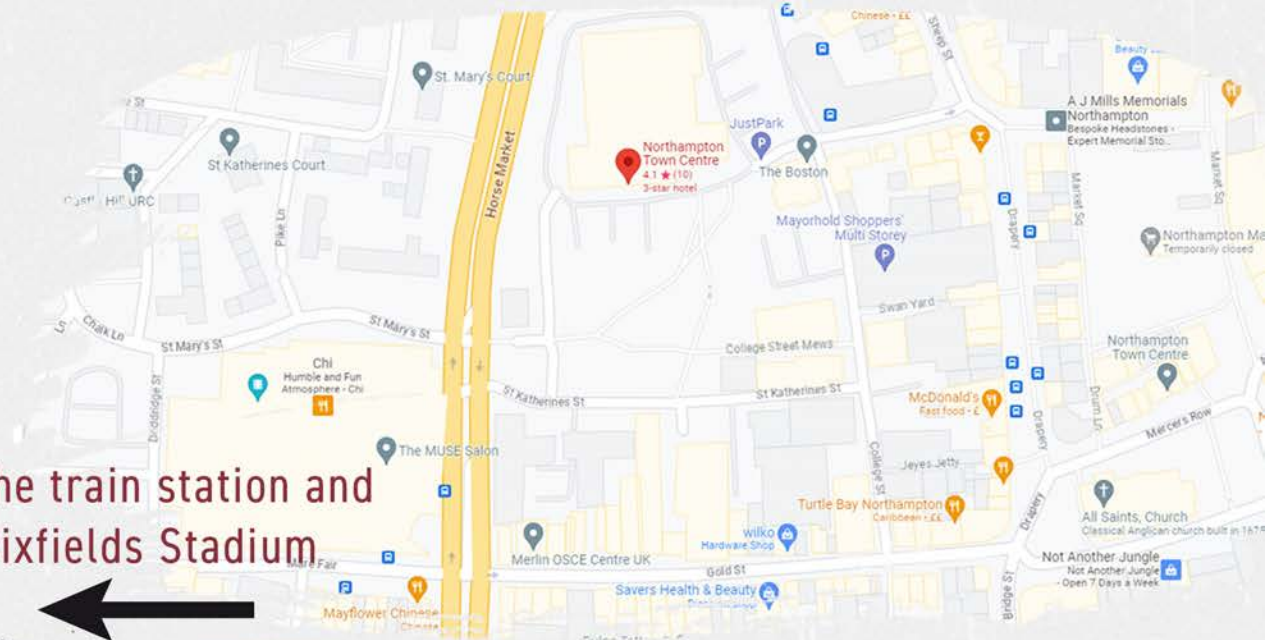 Chinese · ££
Sheep St
St. Mary's Court
Beauty
A J Mills Memorials
Northampton
Bespoke Headstones ·
Expert Memorial Sto...
JustPark
Northampton
Town Centre
4.1 ★ (10)
3-star hotel
The Boston
St Katherines Court
Horse Market
Market Sq
Market Sq
Hill URC
Pike Ln
Mayorhold Shoppers'
Multi Storey
Drapery
Northampton Ma
Temporarily closed
Swan Yard
Chalk Ln
Ln
St Mary's St
St Mary's St
College Street Mews
Northampton
Town Centre
Chi
Humble and Fun
Atmosphere · Chi
St Katherines St
St Katherines St
McDonald's
Fast food · £
Drum Ln
Drapery
Mercers Row
The MUSE Salon
College St
Jeyes Jetty
he train station and
ixfields Stadium
Turtle Bay Northampton
Caribbean · ££
Drapery
All Saints, Church
Classical Anglican church built in 1675
wilko
Hardware Shop
Merlin OSCE Centre UK
Not Another Jungle
Not Another Jungle
- Open 7 Days a Week
Fair
Gold St
Savers Health & Beauty
Bridge St
Mayflower Chinese